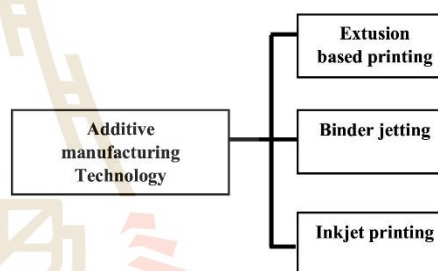 Extusion
based printing
Additive
manufacturing
Technology
Binder jetting
Inkjet printing